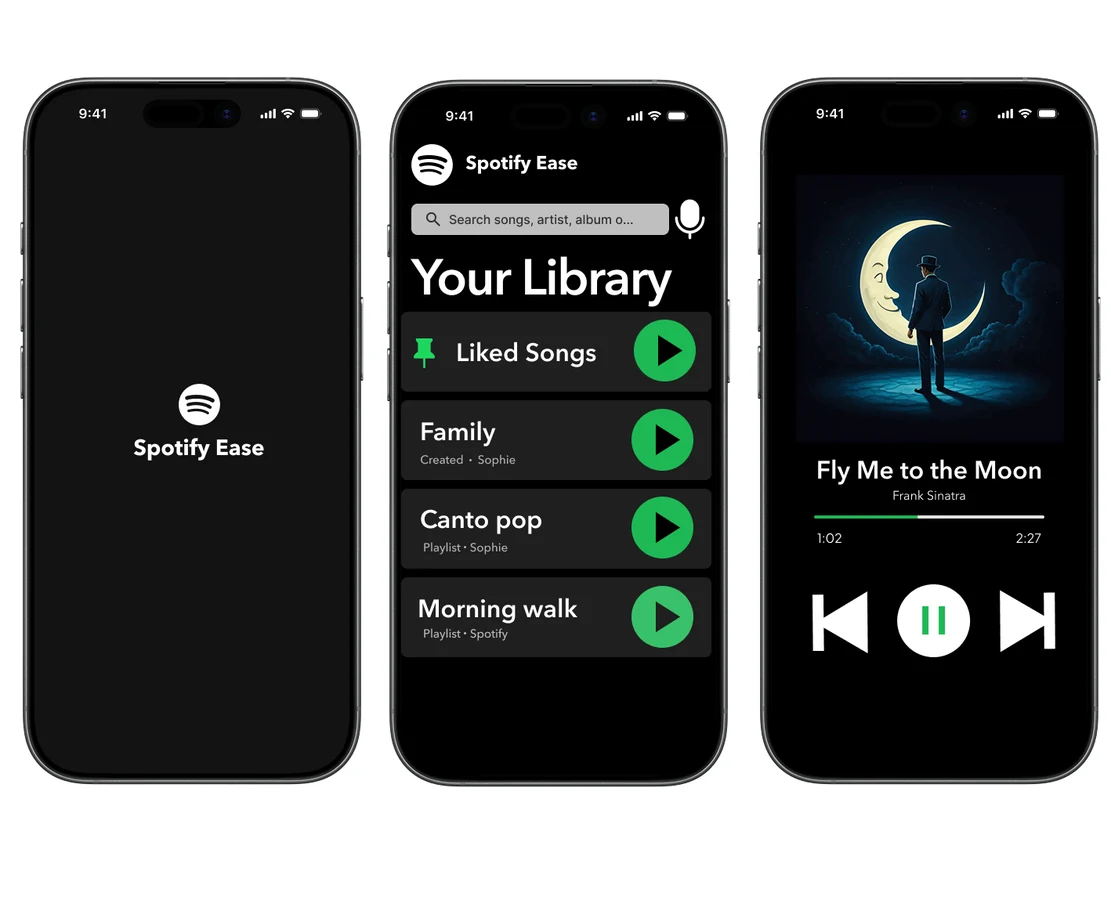 9:41
Spotify Ease
9:41
Spotify Ease
Search songs, artist, album o...
Your Library
Liked Songs
Family
Created • Sophie
Canto pop
Playlist • Sophie
Morning walk
Playlist • Spotify
9:41
Fly Me to the Moon
Frank Sinatra
1:02 2:27